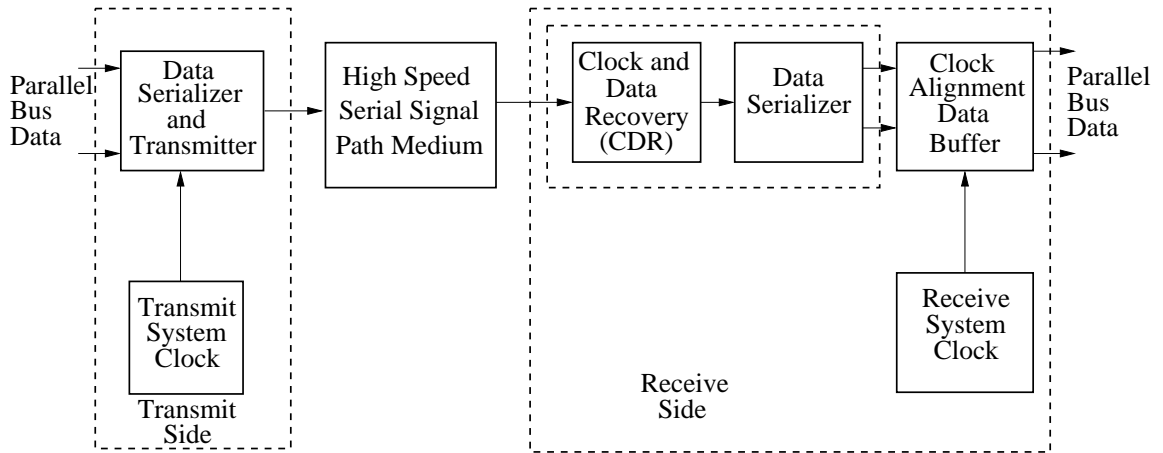 Parallel
Bus
Data
Data
Serializer
and
Transmitter
Transmit
System
Clock
Transmit
Side
High Speed
Serial Signal
Path Medium
Clock and
Data
Recovery
(CDR)
Data
Serializer
Clock
Alignment
Data
Buffer
Receive
System
Clock
Receive
Side
Parallel
Bus
Data